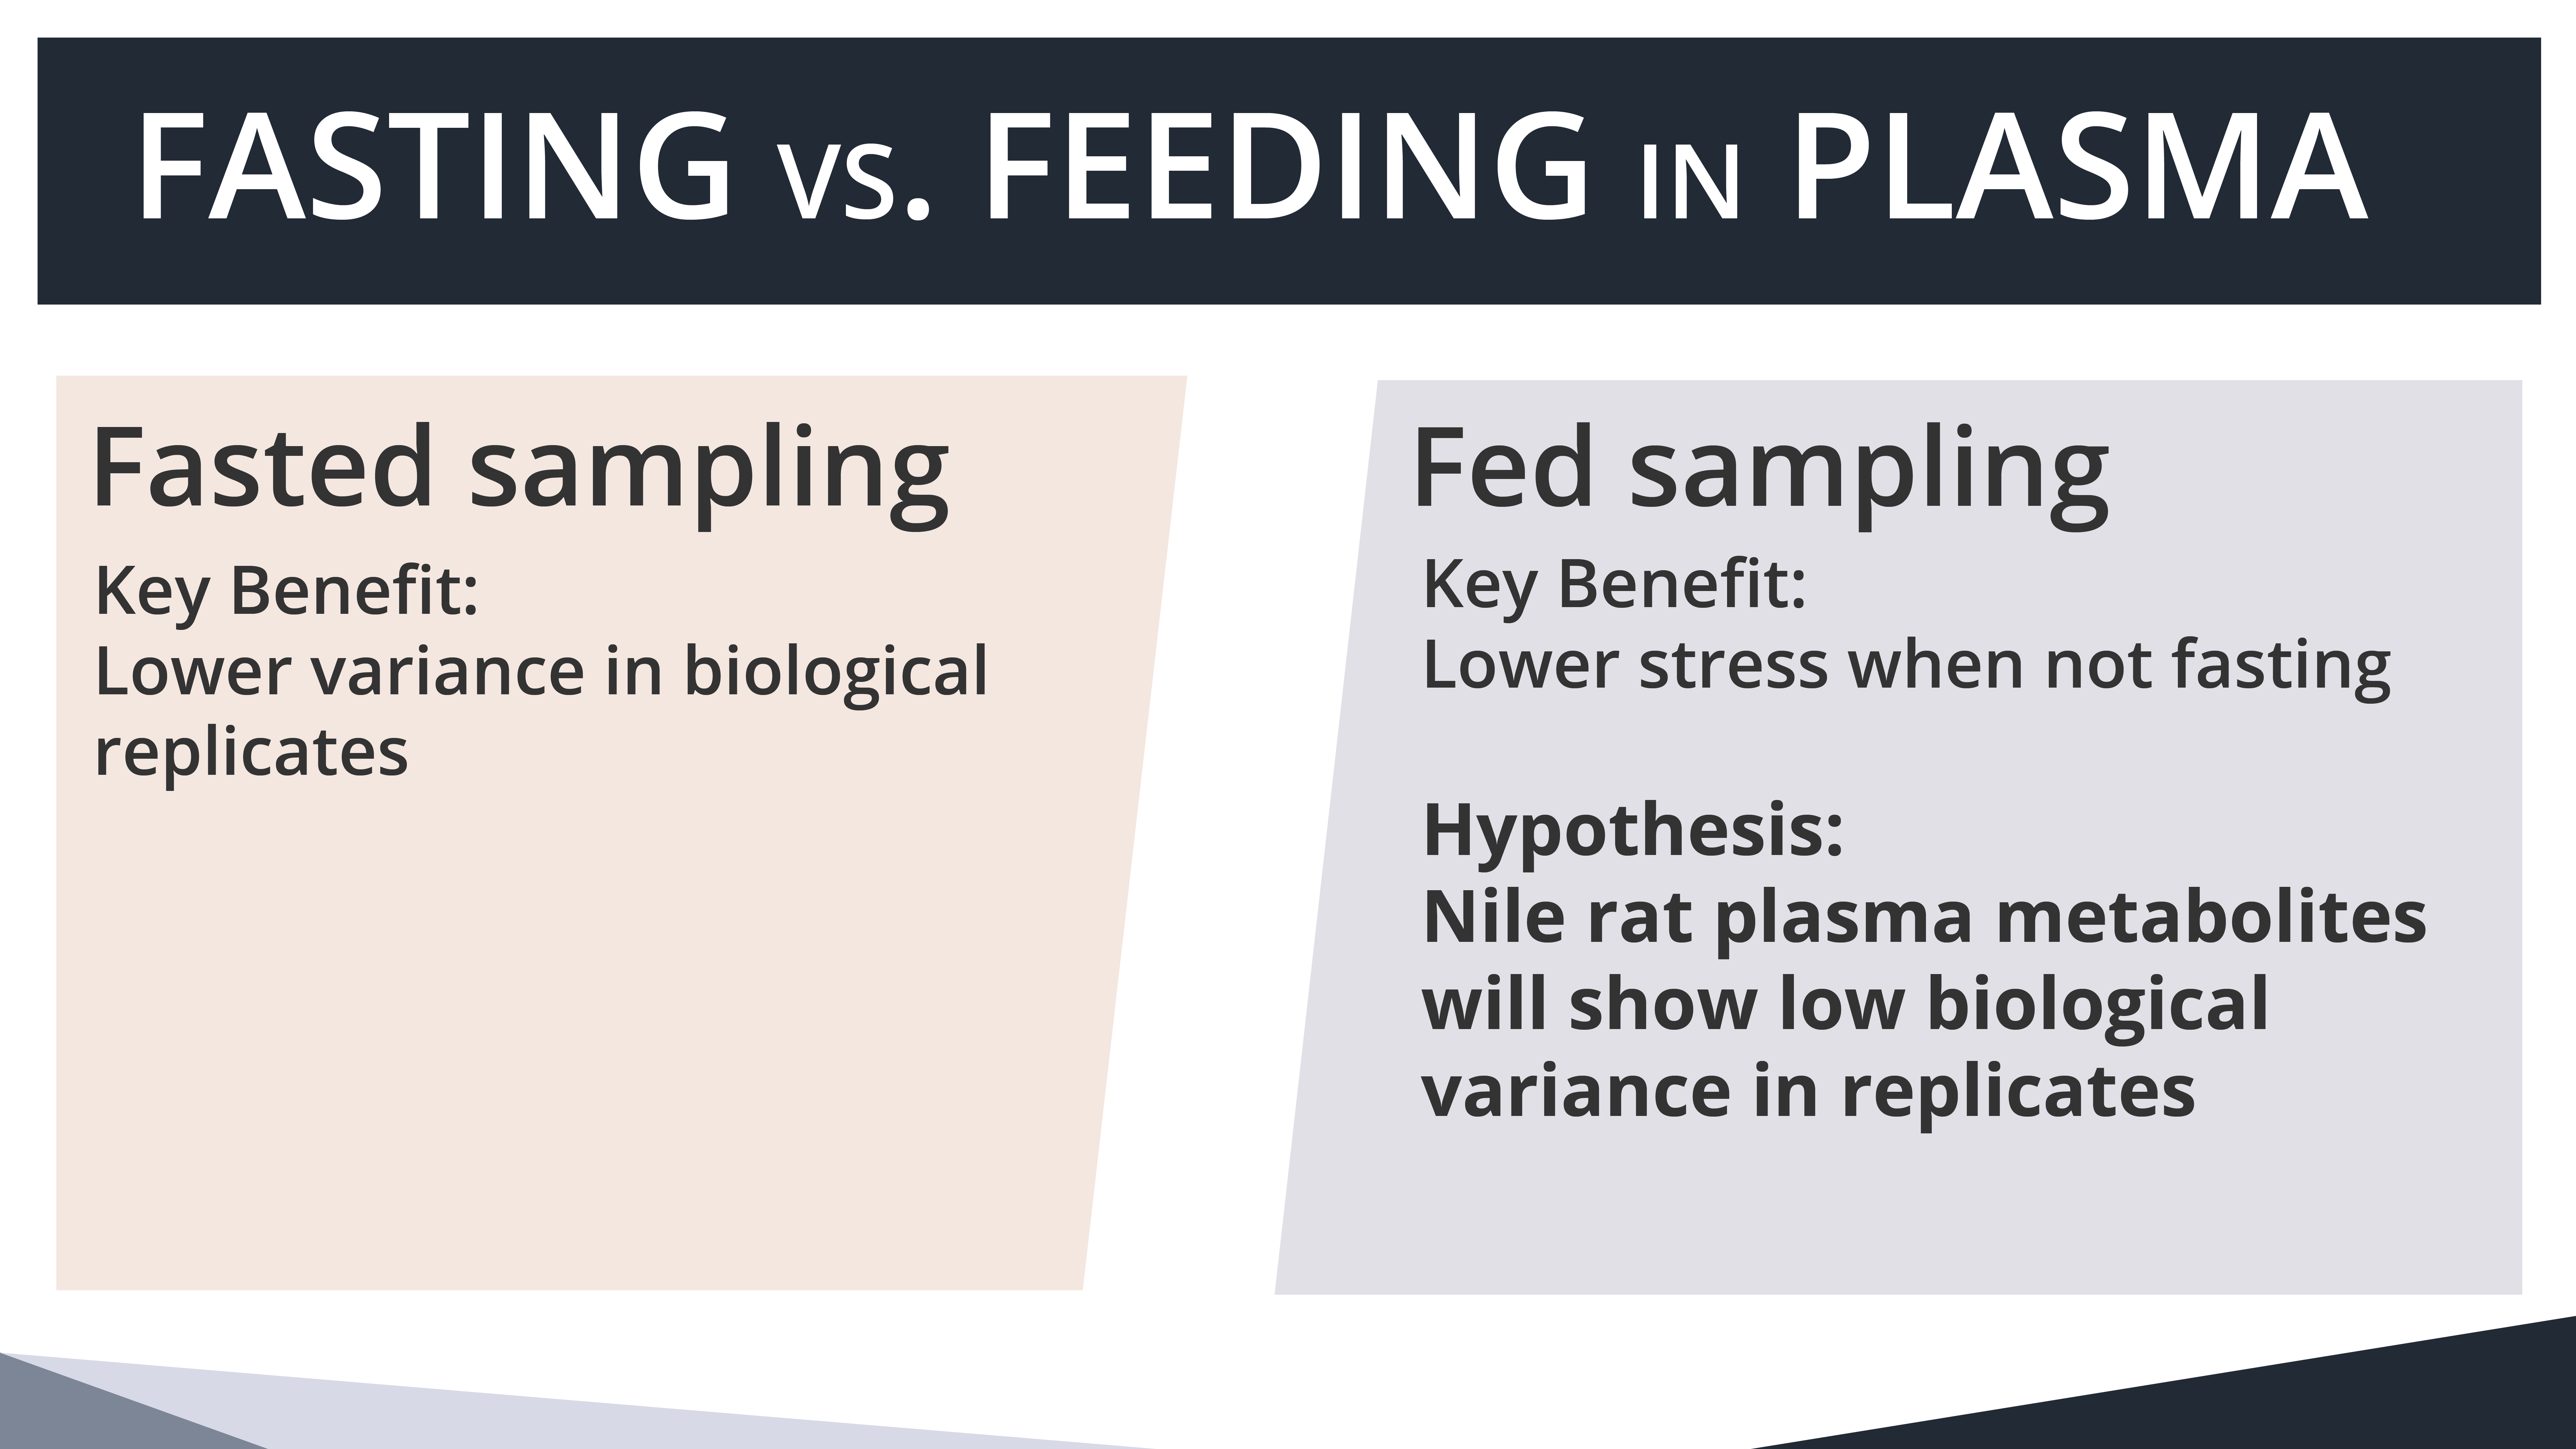 FASTING VS. FEEDING IN PLASMA
Fasted sampling
Key Benefit:
Lower variance in biological
replicates
Fed sampling
Key Benefit:
Lower stress when not fasting
Hypothesis:
Nile rat plasma metabolites
will show low biological
variance in replicates